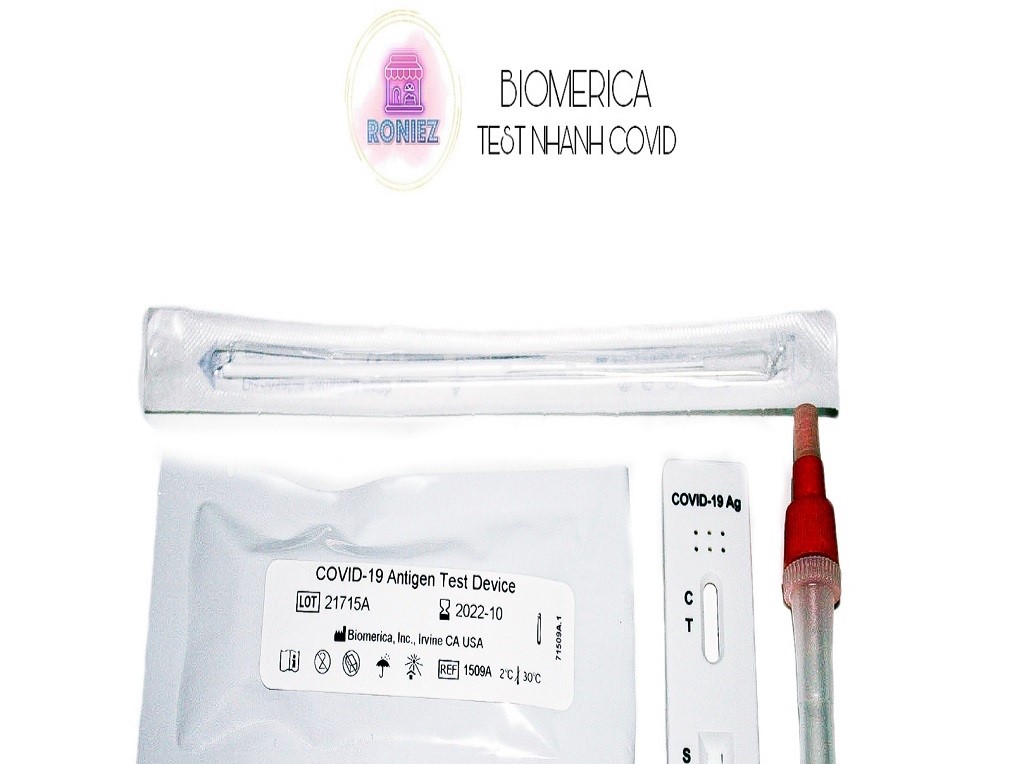 RONIEZ
BIOMERICA
TEST NHANH COVID
COVID-19 Ag
C
T
S
COVID-19 Antigen Test Device
LOT 21715A
2022-10
Biomerica, Inc., Irvine CA USA
REF 1509A 2°C 30°C
71509A.1